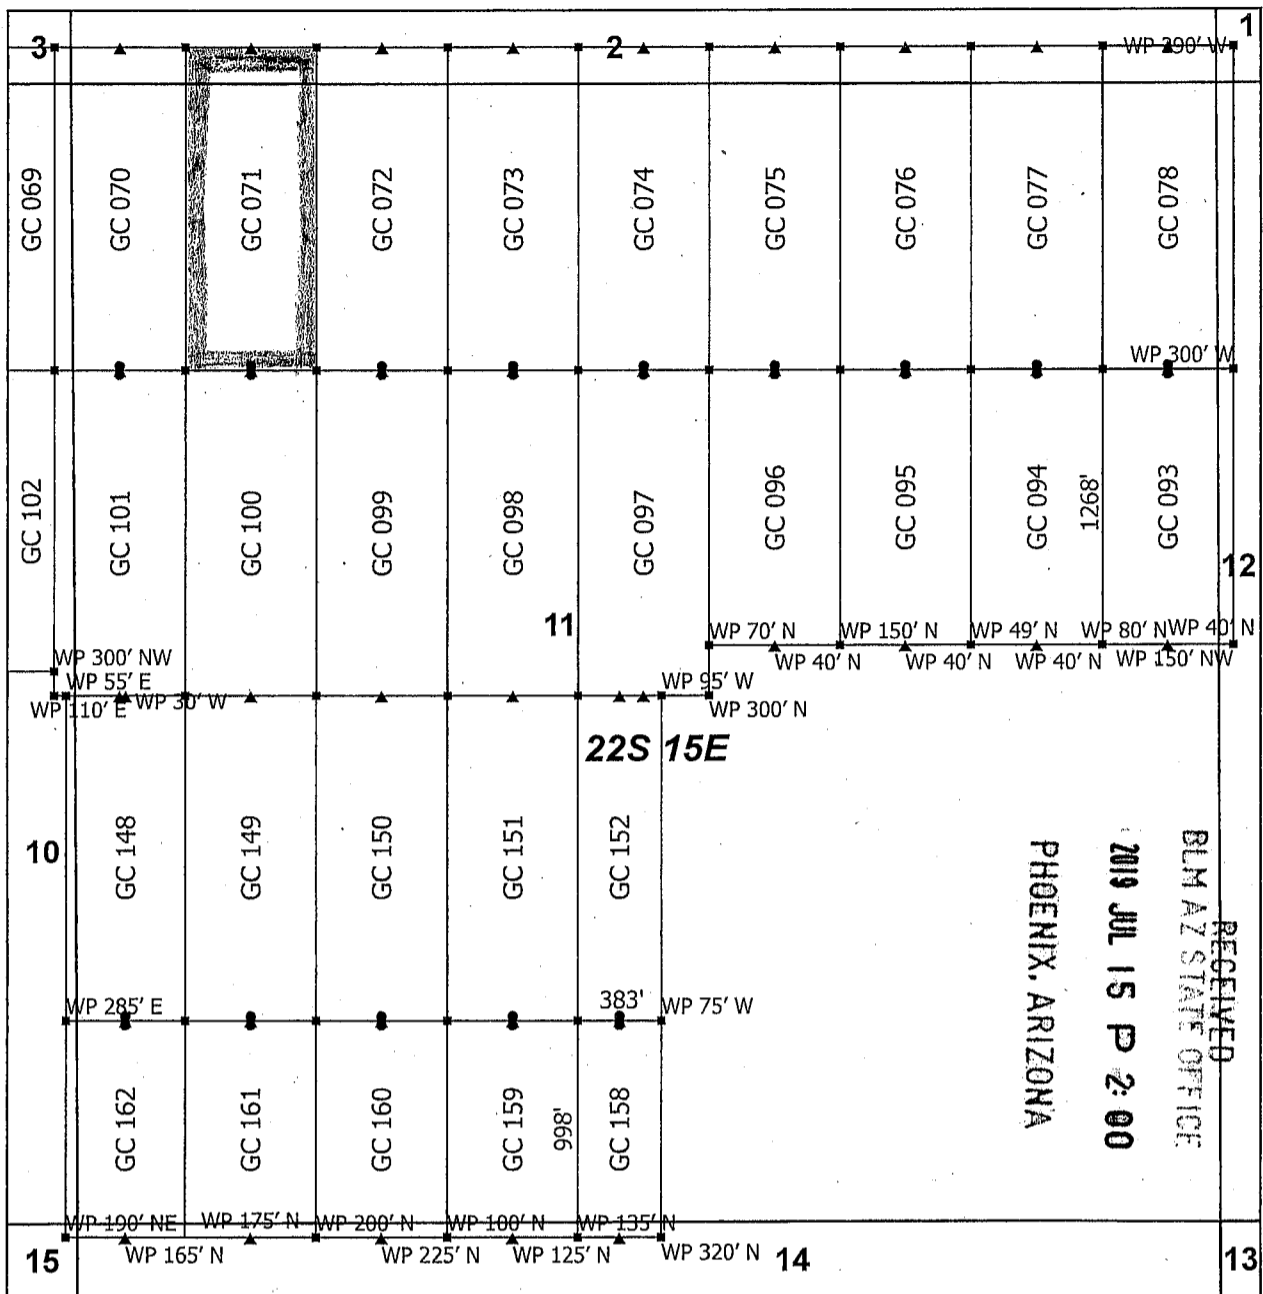 3
2
1
WP 290' W
GC 069
GC 070
GC 071
GC 072
GC 073
GC 074
GC 075
GC 076
GC 077
GC 078
WP 300' W
GC 102
GC 101
GC 100
GC 099
GC 098
GC 097
GC 096
GC 095
GC 094
1268'
GC 093
12
11
WP 70' N
WP 150' N
WP 49' N
WP 80' N
WP 40' N
WP 40' N
WP 40' N
WP 40' N
WP 150' NW
WP 300' NW
WP 55' E
WP 95' W
WP 110' E
WP 30' W
WP 300' N
22S 15E
10
GC 148
GC 149
GC 150
GC 151
GC 152
RECEIVED
BLM AZ STATE OFFICE
2019 JUL 15 P 2:00
PHOENIX, ARIZONA
WP 285' E
383'
WP 75' W
GC 162
GC 161
GC 160
GC 159
998'
GC 158
WP 190' NE
WP 175' N
WP 200' N
WP 100' N
WP 135' N
WP 165' N
WP 225' N
WP 125' N
WP 320' N
15
14
13